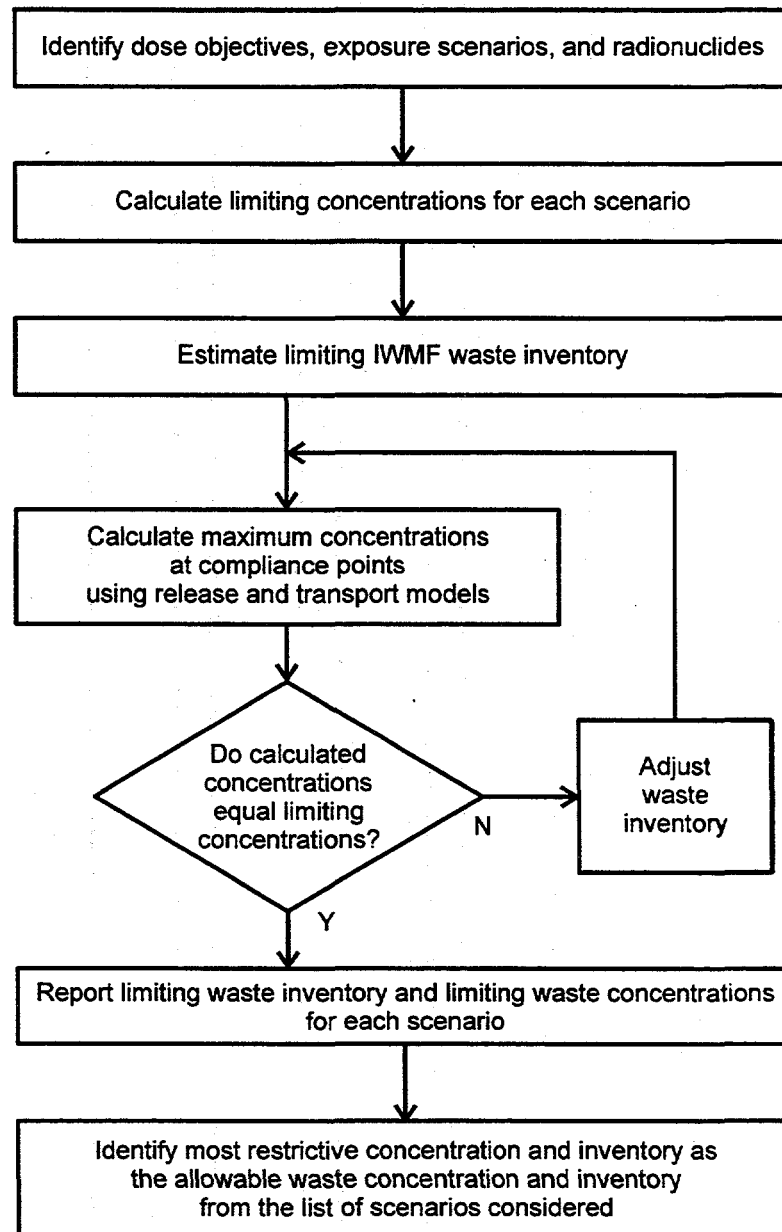 Identify dose objectives, exposure scenarios, and radionuclides
Calculate limiting concentrations for each scenario
Estimate limiting IWMF waste inventory
Calculate maximum concentrations
at compliance points
using release and transport models
Do calculated
concentrations
equal limiting
concentrations?
N
Adjust
waste
inventory
Y
Report limiting waste inventory and limiting waste concentrations
for each scenario
Identify most restrictive concentration and inventory as
the allowable waste concentration and inventory
from the list of scenarios considered